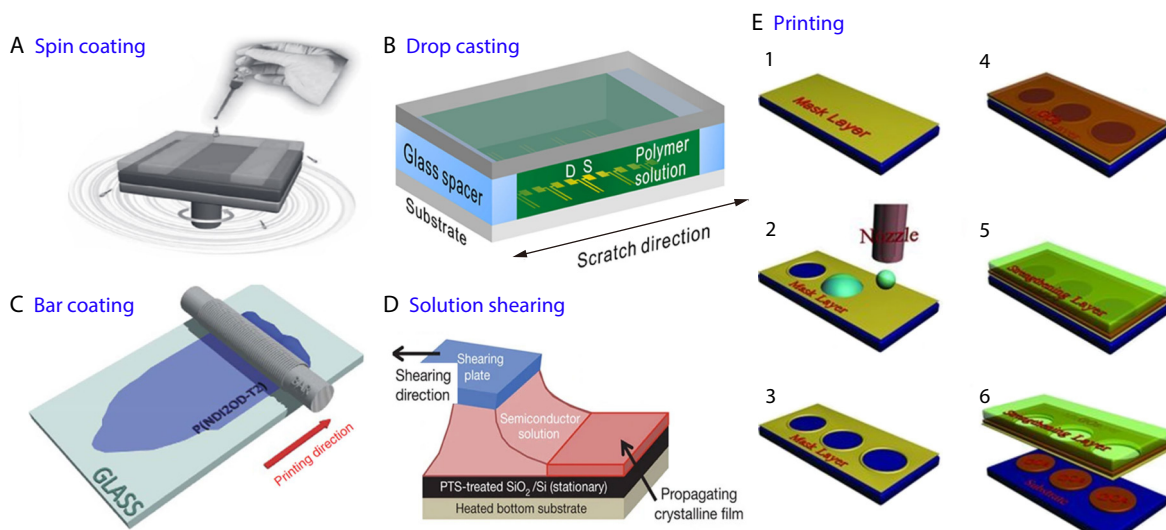 A Spin coating
B Drop casting
Glass spacer
D S
Polymer
solution
Substrate
Scratch direction
C Bar coating
P(NDI2OD-T2)
GLASS
Printing direction
D Solution shearing
Shearing
direction
Shearing
plate
Semiconductor
solution
PTS-treated SiO₂/Si (stationary)
Heated bottom substrate
Propagating
crystalline film
E Printing
1
Mask Layer
2
Nozzle
Mask Layer
3
Mask Layer
4
5
Strengthening Layer
6
Strengthening Layer
Substrate